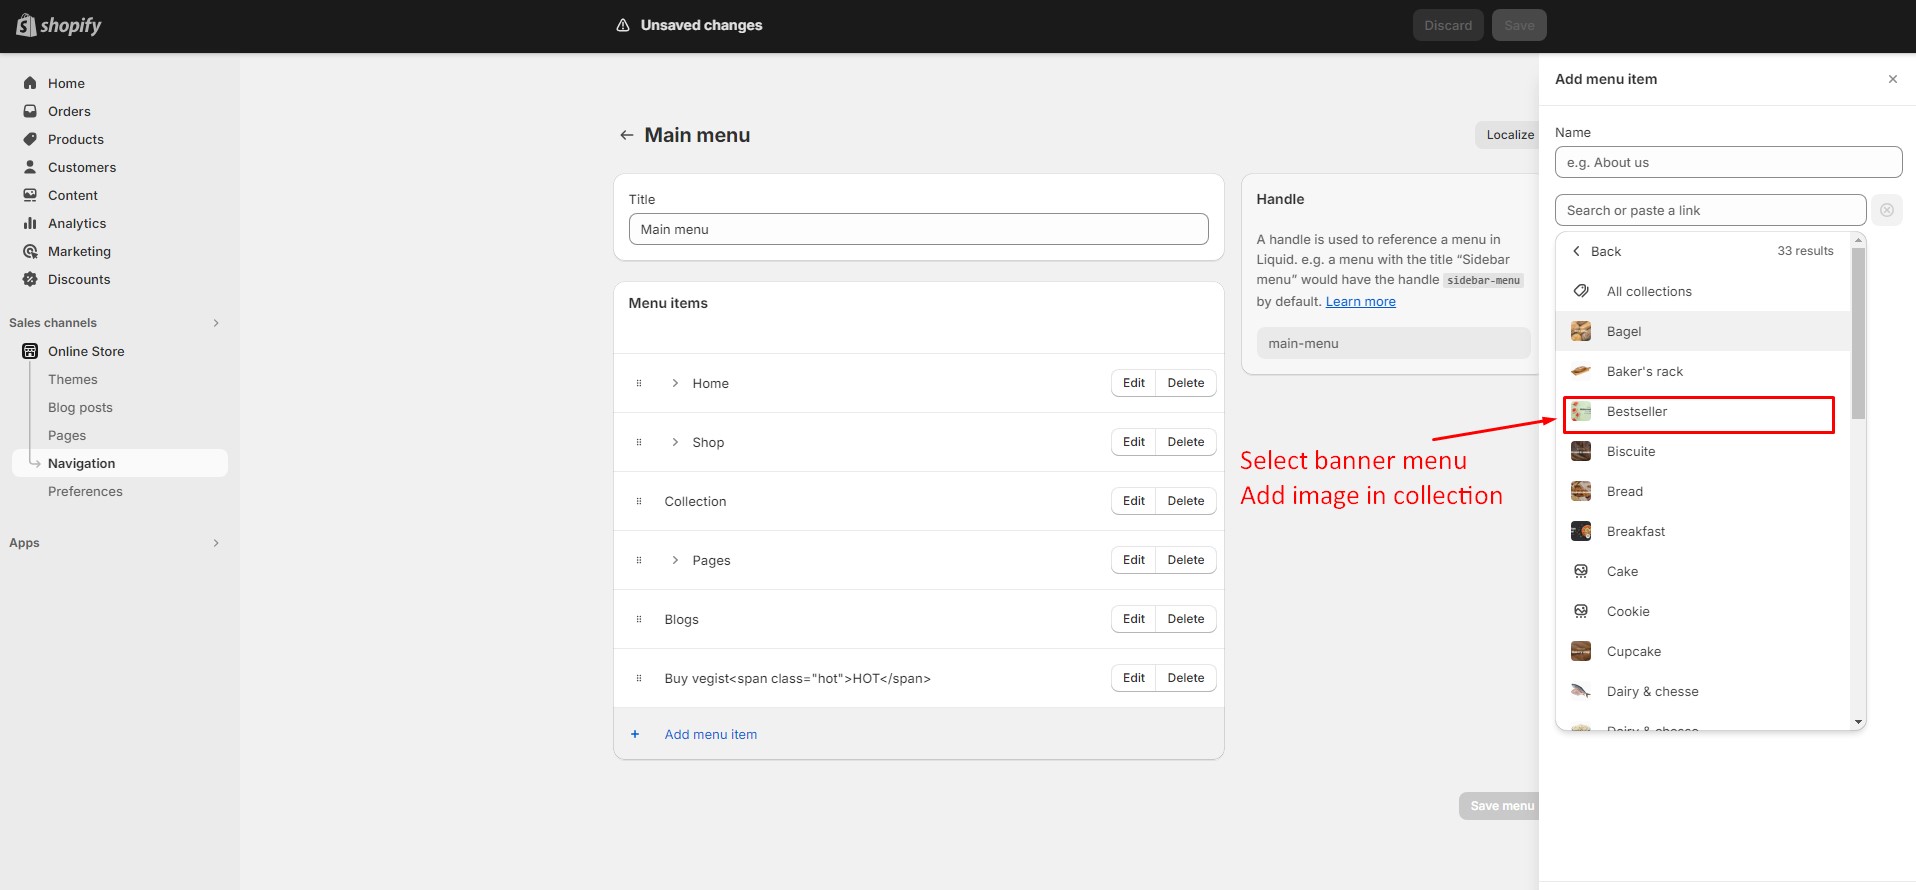 shopify
Unsaved changes
Discard
Save
Home
Orders
Products
Customers
Content
Analytics
Marketing
Discounts
Sales channels
Online Store
Themes
Blog posts
Pages
Navigation
Preferences
Apps
Main menu
Localize
Title
Main menu
Menu items
Home
Edit
Delete
Shop
Edit
Delete
Collection
Edit
Delete
Pages
Edit
Delete
Blogs
Edit
Delete
Buy vegist<span class="hot">HOT</span>
Edit
Delete
+ Add menu item
Handle
A handle is used to reference a menu in
Liquid. e.g. a menu with the title “Sidebar
menu” would have the handle sidebar-menu
by default. Learn more
main-menu
Select banner menu
Add image in collection
Save menu
Add menu item
Name
e.g. About us
Search or paste a link
Back
33 results
All collections
Bagel
Baker's rack
Bestseller
Biscuite
Bread
Breakfast
Cake
Cookie
Cupcake
Dairy & chesse
Dairy & chesse